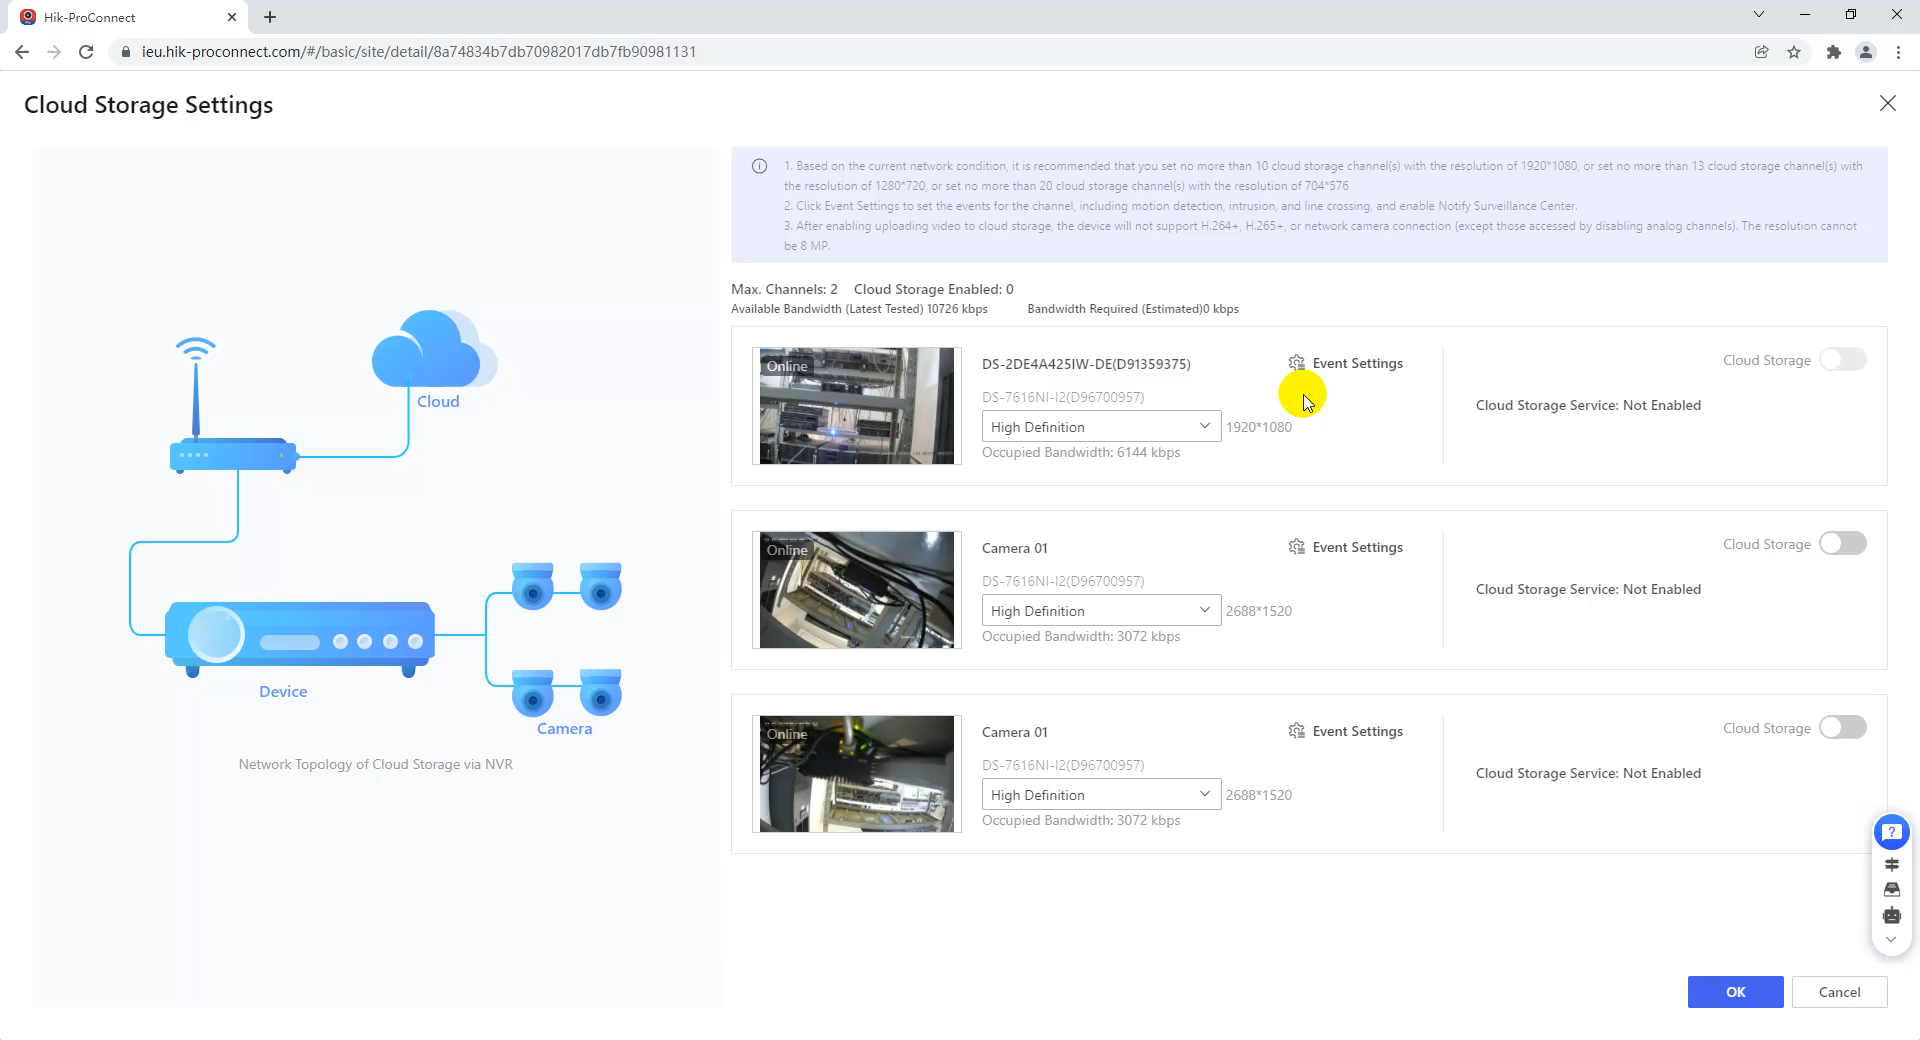 Hik-ProConnect
ieu.hik-proconnect.com/#/basic/site/detail/8a74834b7db70982017db7fb90981131
Cloud Storage Settings
1. Based on the current network condition, it is recommended that you set no more than 10 cloud storage channel(s) with the resolution of 1920*1080, or set no more than 13 cloud storage channel(s) with
the resolution of 1280*720, or set no more than 20 cloud storage channel(s) with the resolution of 704*576
2. Click Event Settings to set the events for the channel, including motion detection, intrusion, and line crossing, and enable Notify Surveillance Center.
3. After enabling uploading video to cloud storage, the device will not support H.264+, H.265+, or network camera connection (except those accessed by disabling analog channels). The resolution cannot
be 8 MP.
Max. Channels: 2 Cloud Storage Enabled: 0
Available Bandwidth (Latest Tested) 10726 kbps Bandwidth Required (Estimated)0 kbps
Online
DS-2DE4A425IW-DE(D91359375)
Event Settings
Cloud Storage
DS-7616NI-I2(D96700957)
High Definition
1920*1080
Occupied Bandwidth: 6144 kbps
Cloud Storage Service: Not Enabled
Online
Camera 01
Event Settings
Cloud Storage
DS-7616NI-I2(D96700957)
High Definition
2688*1520
Occupied Bandwidth: 3072 kbps
Cloud Storage Service: Not Enabled
Online
Camera 01
Event Settings
Cloud Storage
DS-7616NI-I2(D96700957)
High Definition
2688*1520
Occupied Bandwidth: 3072 kbps
Cloud Storage Service: Not Enabled
Cloud
Device
Camera
Network Topology of Cloud Storage via NVR
OK
Cancel